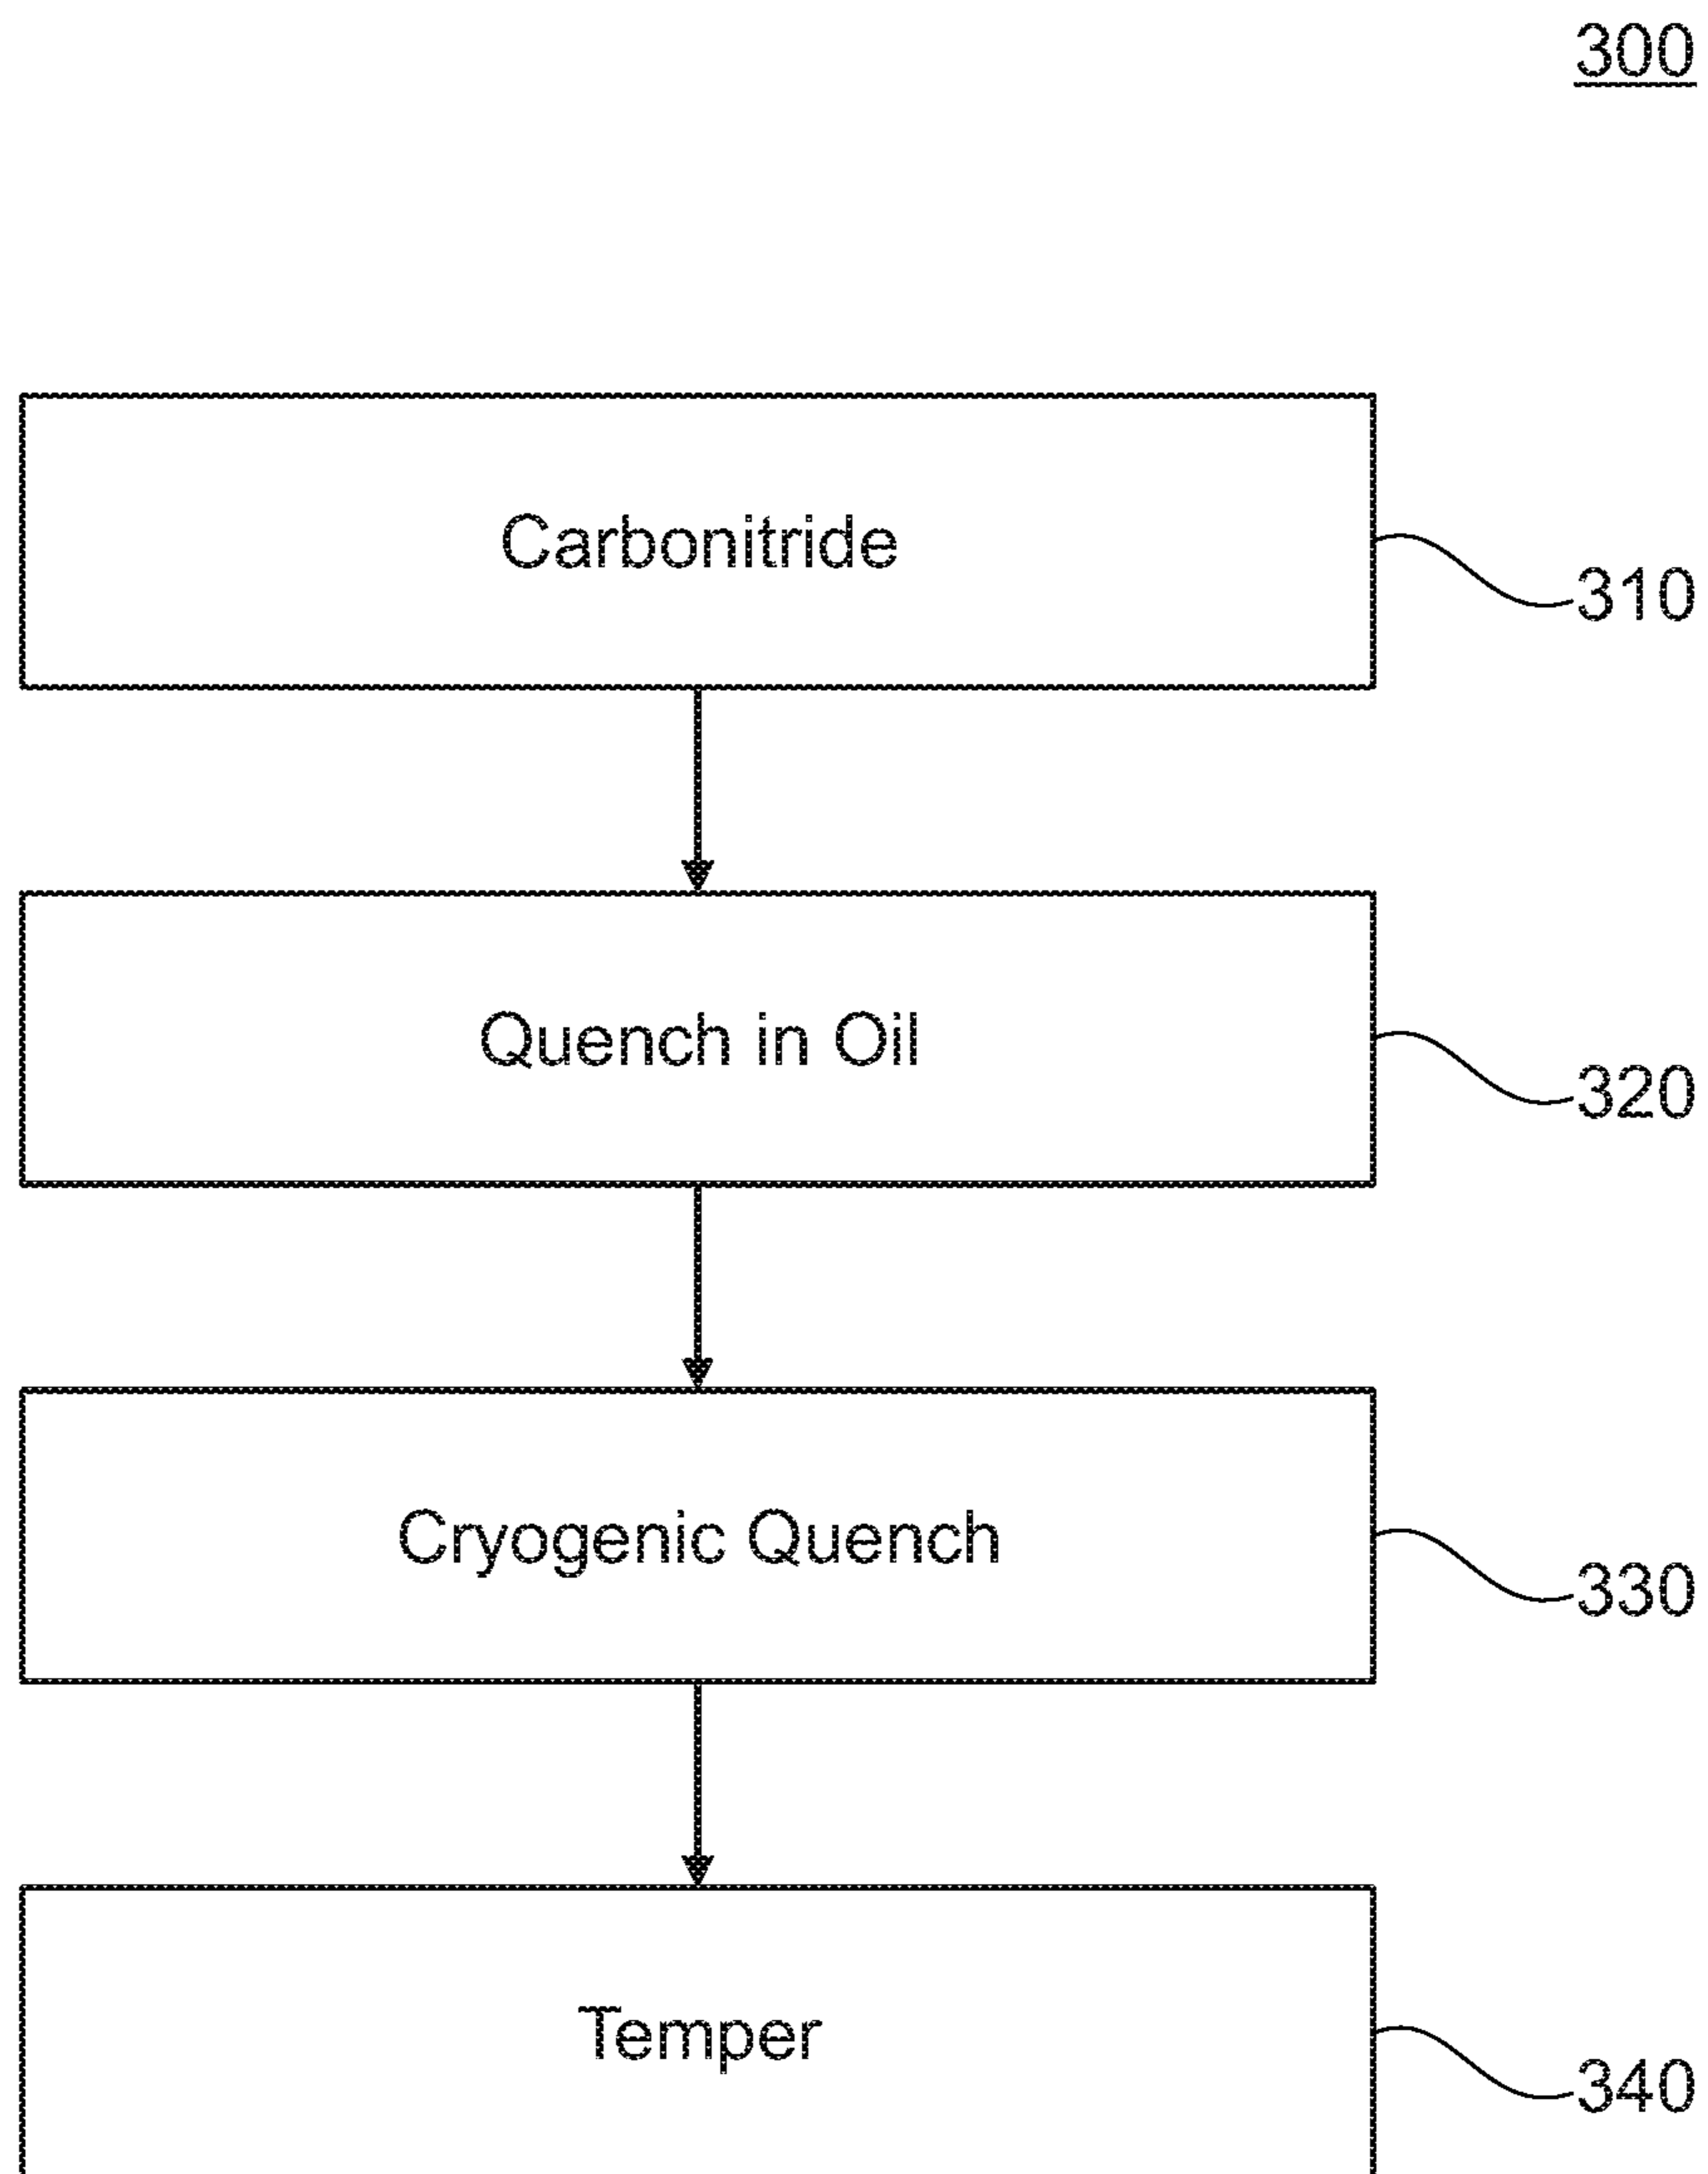 300
Carbonitride
310
Quench in Oil
320
Cryogenic Quench
330
Temper
340